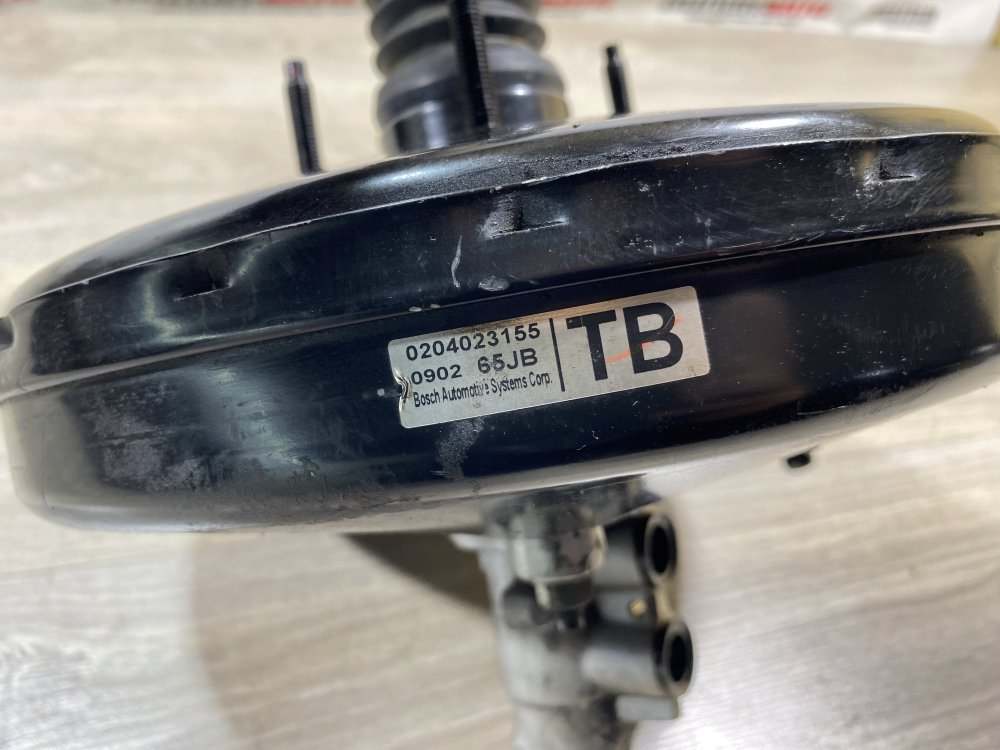 0204023155
0902 65JB
Bosch Automotive Systems Corp.
TB